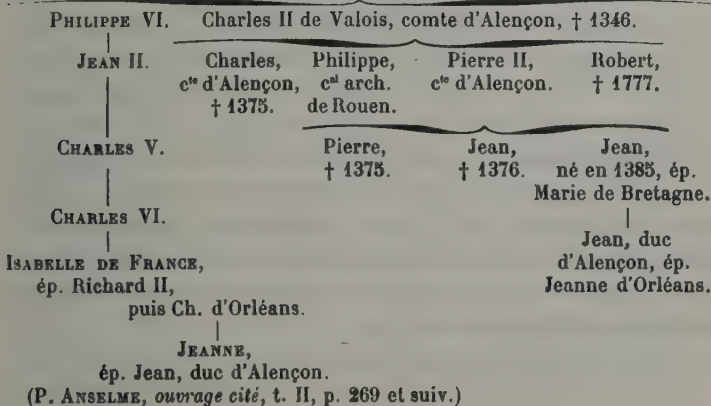 PHILIPPE VI. Charles II de Valois, comte d'Alençon, † 1346.
JEAN II. Charles, Philippe, Pierre II, Robert,
cte d'Alençon, cal arch. cte d'Alençon. † 1777.
† 1375. de Rouen.
CHARLES V. Pierre, Jean, Jean,
† 1375. † 1376. né en 1385, ép.
Marie de Bretagne.
CHARLES VI.
Jean, duc
ISABELLE DE FRANCE, d'Alençon, ép.
ép. Richard II, Jeanne d'Orléans.
puis Ch. d'Orléans.
JEANNE,
ép. Jean, duc d'Alençon.
(P. ANSELME, ouvrage cité, t. II, p. 269 et suiv.)